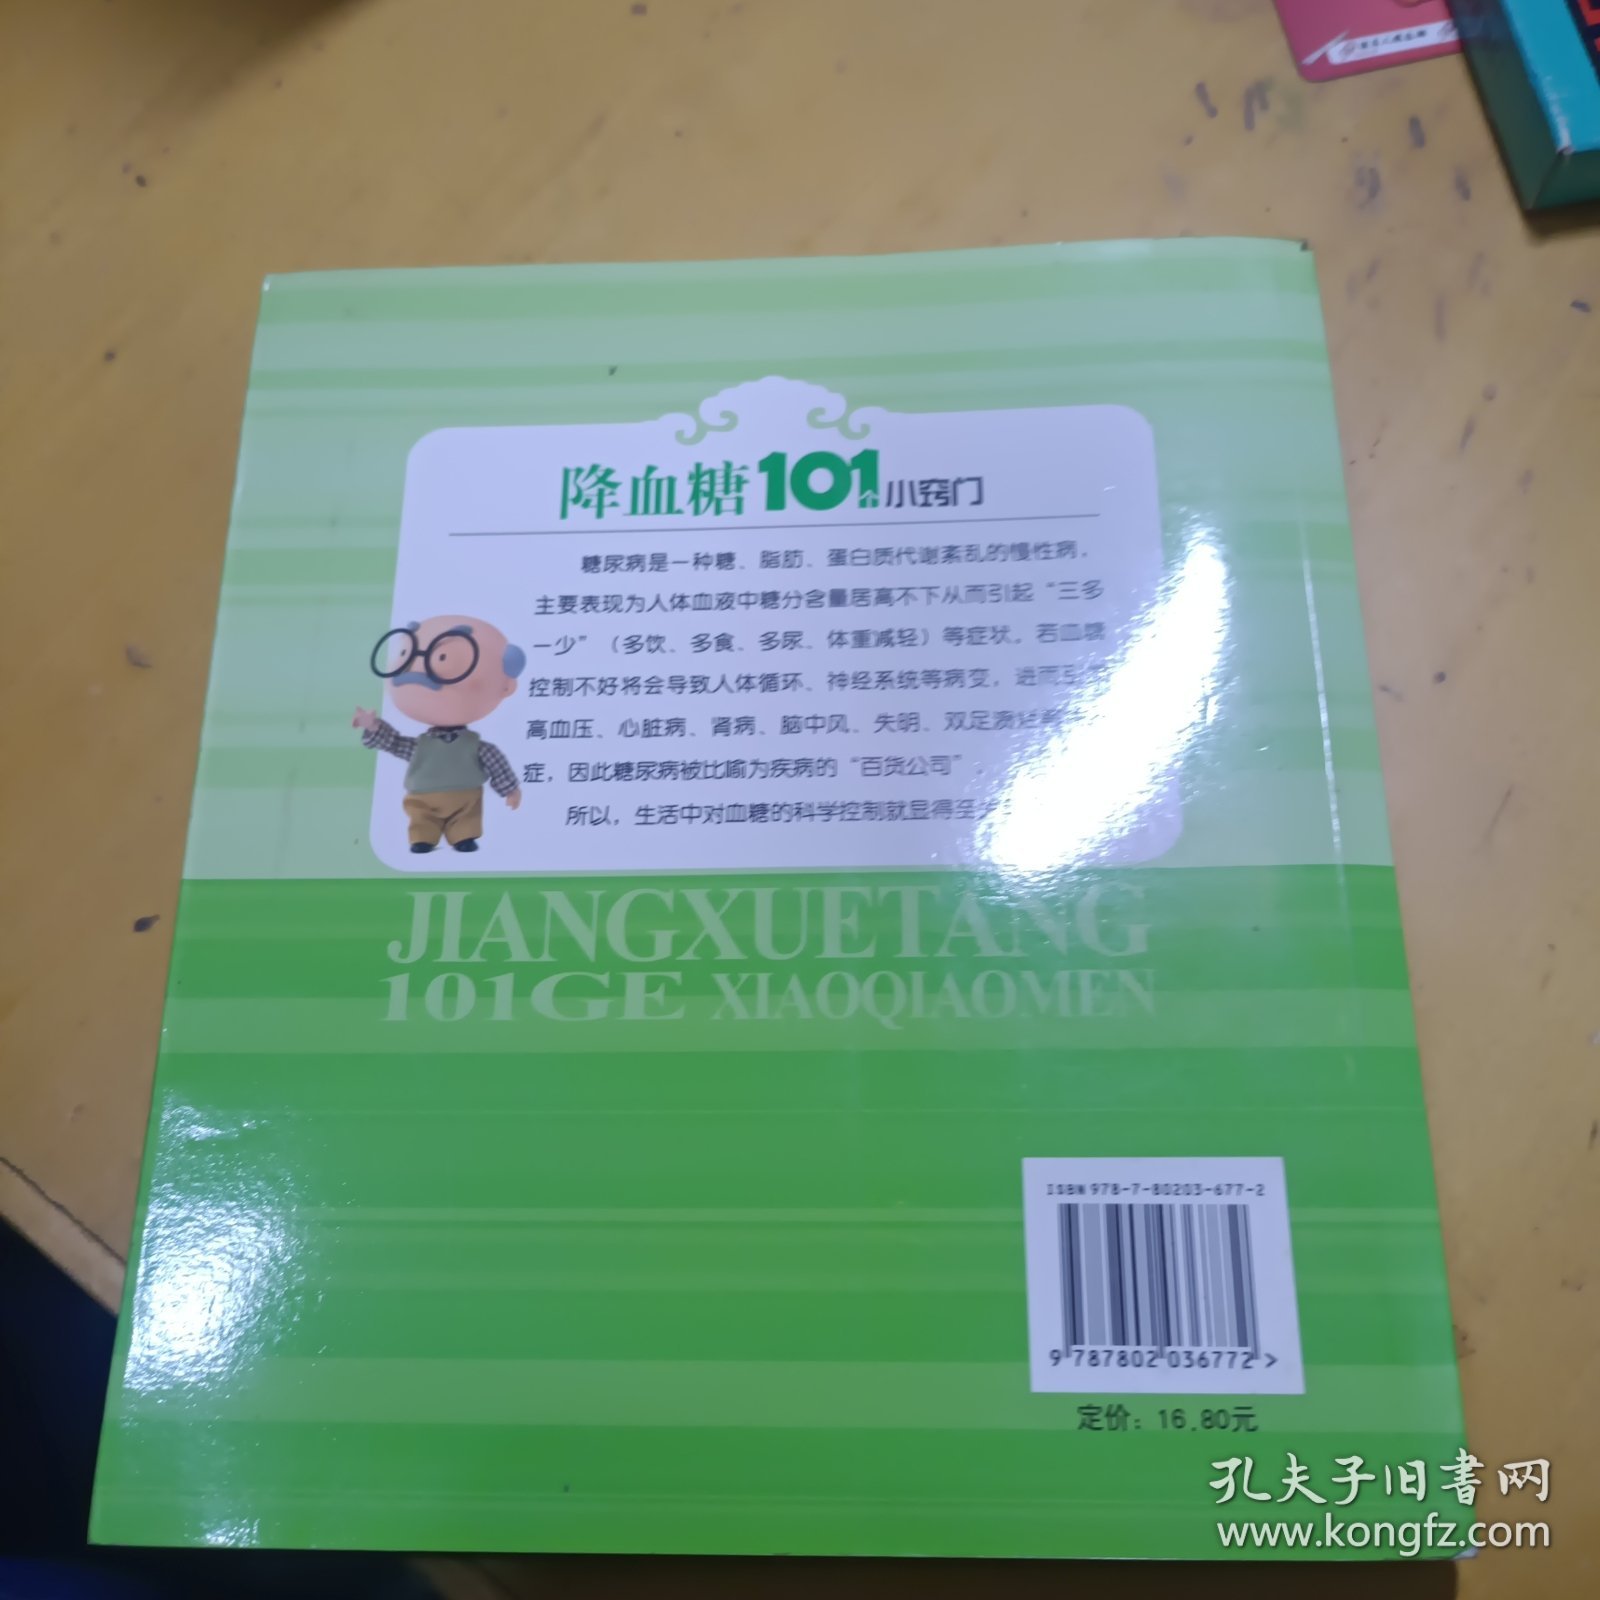 降血糖101个小窍门
糖尿病是一种糖、脂肪、蛋白质代谢紊乱的慢性病，
主要表现为人体血液中糖分含量居高不下从而引起“三多
一少”（多饮、多食、多尿、体重减轻）等症状。若血糖
控制不好将会导致人体循环、神经系统等病变，进而引
高血压、心脏病、肾病、脑中风、失明、双足溃烂
症，因此糖尿病被比喻为疾病的“百货公司”。
所以，生活中对血糖的科学控制就显得至
JIANGXUETANG
101GE XIAOQIAOMEN
ISBN 978-7-80203-677-2
9 787802 036772 >
定价：16.80元
孔夫子旧书网
www.kongfz.com